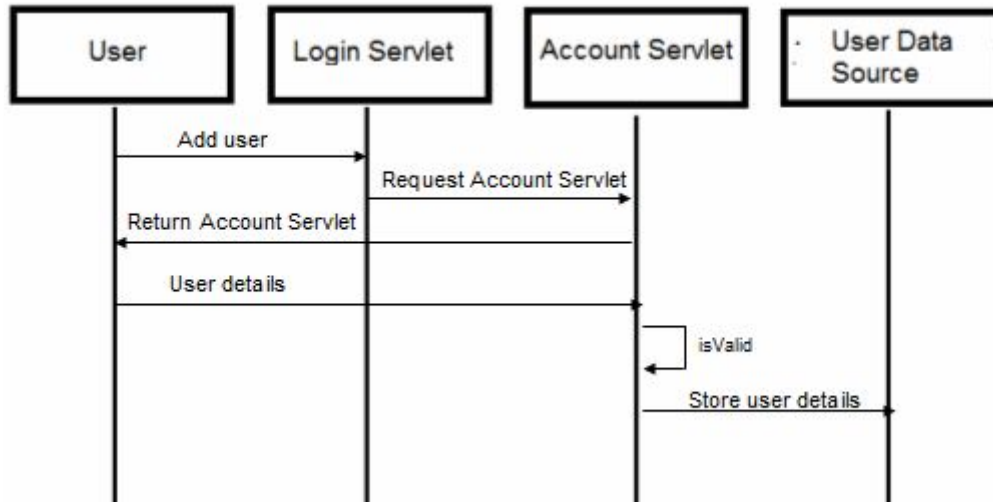 User
Login Servlet
Account Servlet
User Data
Source
Add user
Request Account Servlet
Return Account Servlet
User details
isValid
Store user details